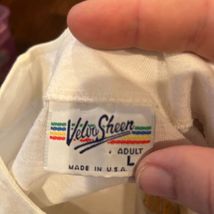 Velva Sheen
ADULT
L
MADE IN U.S.A.